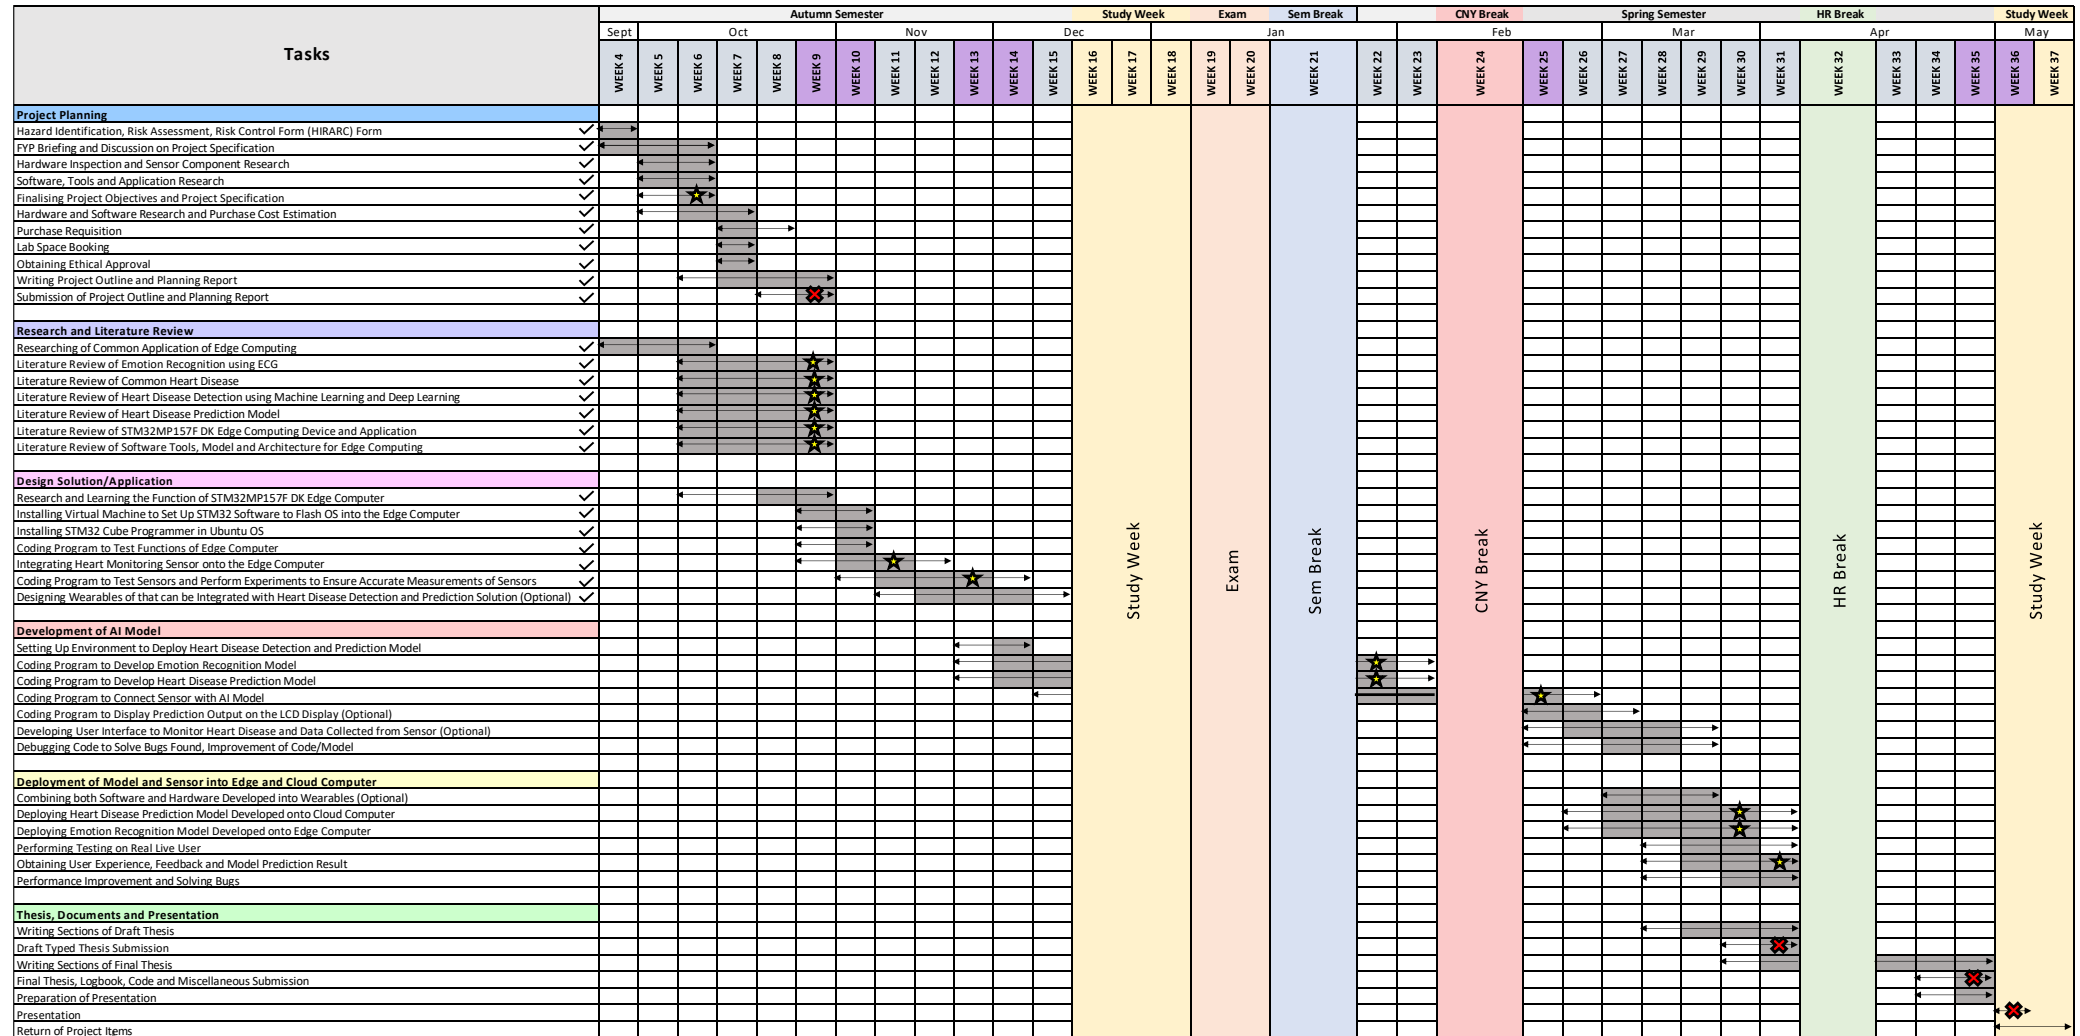 Autumn Semester Study Week Exam Sem Break CNY Break Spring Semester HR Break Study Week
Tasks
Sept Oct Nov Dec Jan Feb Mar Apr May
WEEK 4 WEEK 5 WEEK 6 WEEK 7 WEEK 8 WEEK 9 WEEK 10 WEEK 11 WEEK 12 WEEK 13 WEEK 14 WEEK 15 WEEK 16 WEEK 17 WEEK 18 WEEK 19 WEEK 20 WEEK 21 WEEK 22 WEEK 23 WEEK 24 WEEK 25 WEEK 26 WEEK 27 WEEK 28 WEEK 29 WEEK 30 WEEK 31 WEEK 32 WEEK 33 WEEK 34 WEEK 35 WEEK 36 WEEK 37
Project Planning
Hazard Identification, Risk Assessment, Risk Control Form (HIRARC) Form
FYP Briefing and Discussion on Project Specification
Hardware Inspection and Sensor Component Research
Software, Tools and Application Research
Finalising Project Objectives and Project Specification
Hardware and Software Research and Purchase Cost Estimation
Purchase Requisition
Lab Space Booking
Obtaining Ethical Approval
Writing Project Outline and Planning Report
Submission of Project Outline and Planning Report
Research and Literature Review
Researching of Common Application of Edge Computing
Literature Review of Emotion Recognition using ECG
Literature Review of Common Heart Disease
Literature Review of Heart Disease Detection using Machine Learning and Deep Learning
Literature Review of Heart Disease Prediction Model
Literature Review of STM32MP157F DK Edge Computing Device and Application
Literature Review of Software Tools, Model and Architecture for Edge Computing
Design Solution/Application
Research and Learning the Function of STM32MP157F DK Edge Computer
Installing Virtual Machine to Set Up STM32 Software to Flash OS into the Edge Computer
Installing STM32 Cube Programmer in Ubuntu OS
Coding Program to Test Functions of Edge Computer
Integrating Heart Monitoring Sensor onto the Edge Computer
Coding Program to Test Sensors and Perform Experiments to Ensure Accurate Measurements of Sensors
Designing Wearables of that can be Integrated with Heart Disease Detection and Prediction Solution (Optional)
Study Week
Exam
Sem Break
CNY Break
HR Break
Study Week
Development of AI Model
Setting Up Environment to Deploy Heart Disease Detection and Prediction Model
Coding Program to Develop Emotion Recognition Model
Coding Program to Develop Heart Disease Prediction Model
Coding Program to Connect Sensor with AI Model
Coding Program to Display Prediction Output on the LCD Display (Optional)
Developing User Interface to Monitor Heart Disease and Data Collected from Sensor (Optional)
Debugging Code to Solve Bugs Found, Improvement of Code/Model
Deployment of Model and Sensor into Edge and Cloud Computer
Combining both Software and Hardware Developed into Wearables (Optional)
Deploying Heart Disease Prediction Model Developed onto Cloud Computer
Deploying Emotion Recognition Model Developed onto Edge Computer
Performing Testing on Real Live User
Obtaining User Experience, Feedback and Model Prediction Result
Performance Improvement and Solving Bugs
Thesis, Documents and Presentation
Writing Sections of Draft Thesis
Draft Typed Thesis Submission
Writing Sections of Final Thesis
Final Thesis, Logbook, Code and Miscellaneous Submission
Preparation of Presentation
Presentation
Return of Project Items